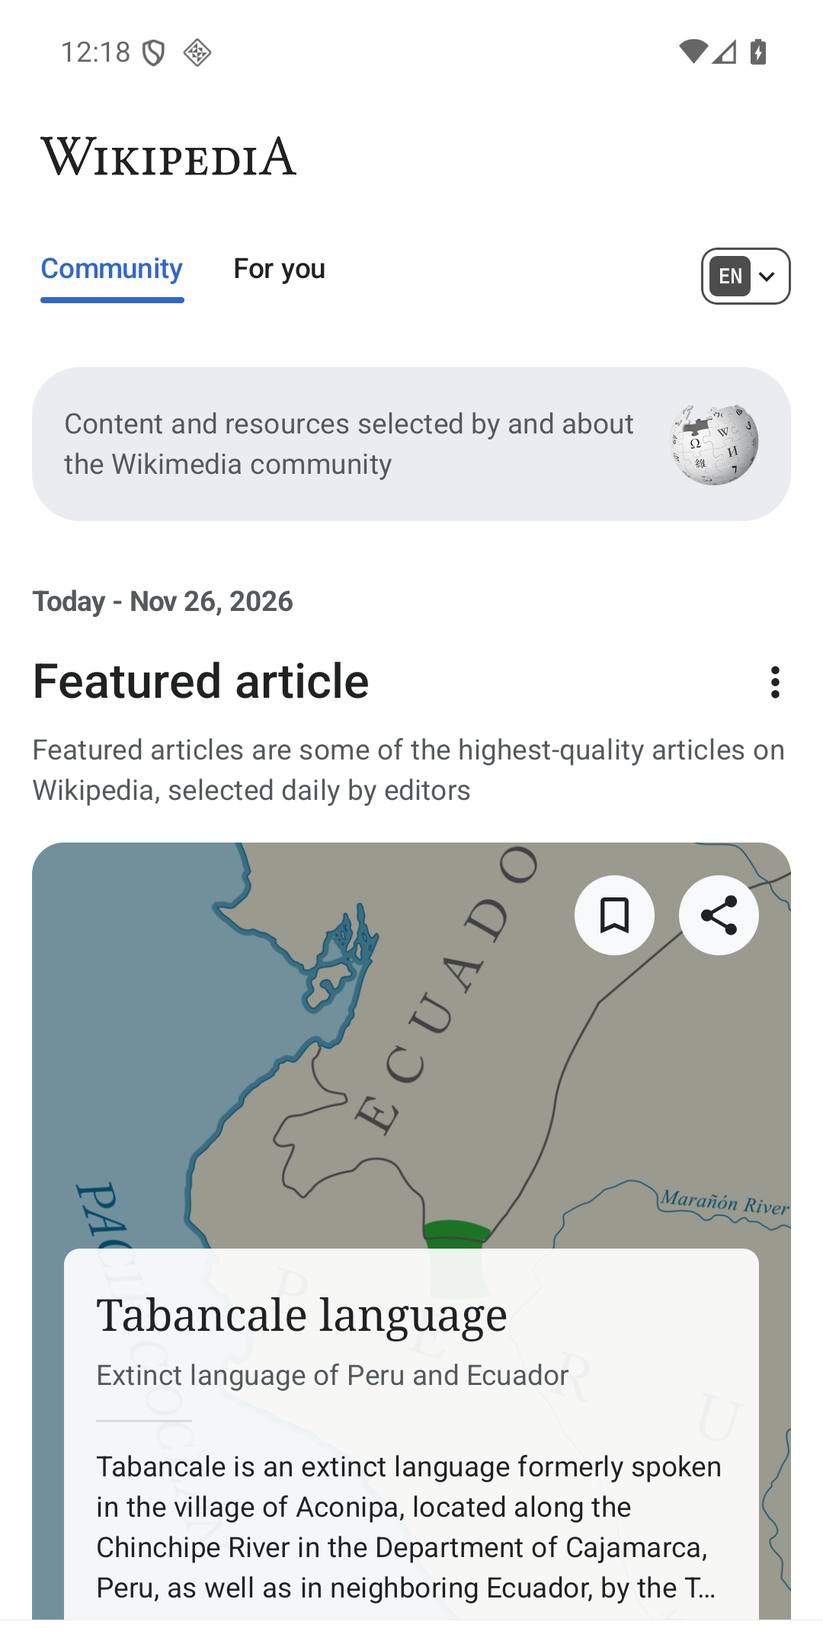 12:18
WIKIPEDIA
Community
For you
EN
Content and resources selected by and about
the Wikimedia community
Today - Nov 26, 2026
Featured article
Featured articles are some of the highest-quality articles on
Wikipedia, selected daily by editors
ECUADO
Marañón River
PACIFIC OCEAN
P E R U
Tabancale language
Extinct language of Peru and Ecuador
Tabancale is an extinct language formerly spoken
in the village of Aconipa, located along the
Chinchipe River in the Department of Cajamarca,
Peru, as well as in neighboring Ecuador, by the T...